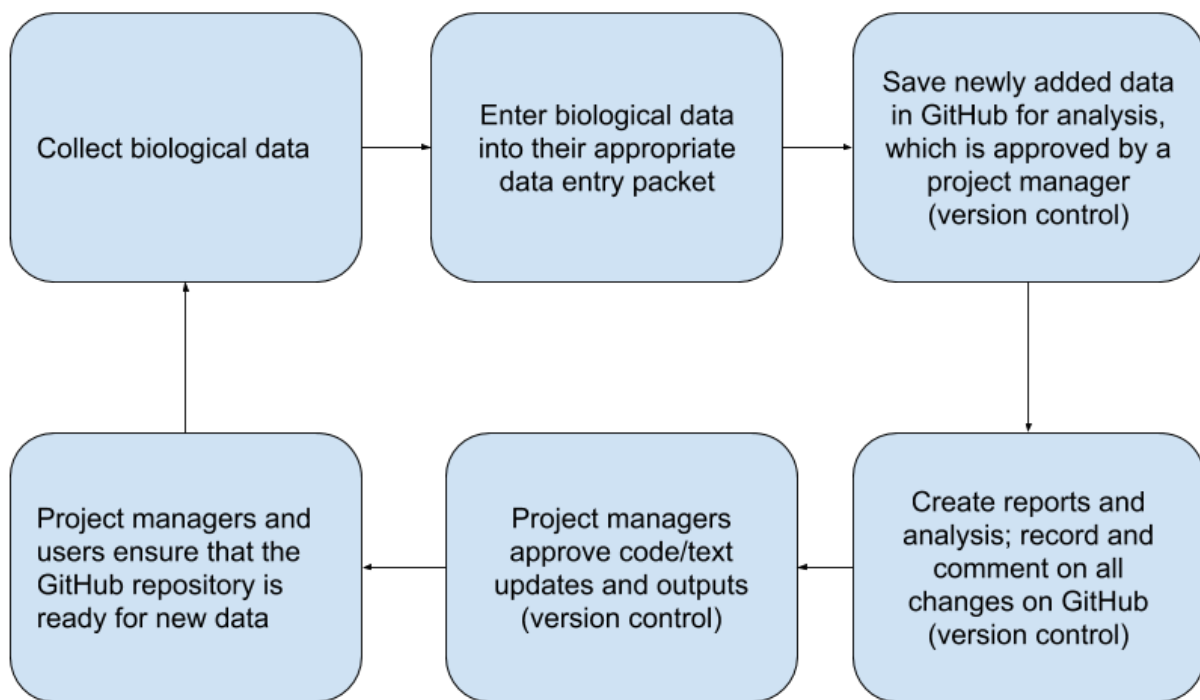 Collect biological data
Enter biological data
into their appropriate
data entry packet
Save newly added data
in GitHub for analysis,
which is approved by a
project manager
(version control)
Project managers and
users ensure that the
GitHub repository is
ready for new data
Project managers
approve code/text
updates and outputs
(version control)
Create reports and
analysis; record and
comment on all
changes on GitHub
(version control)